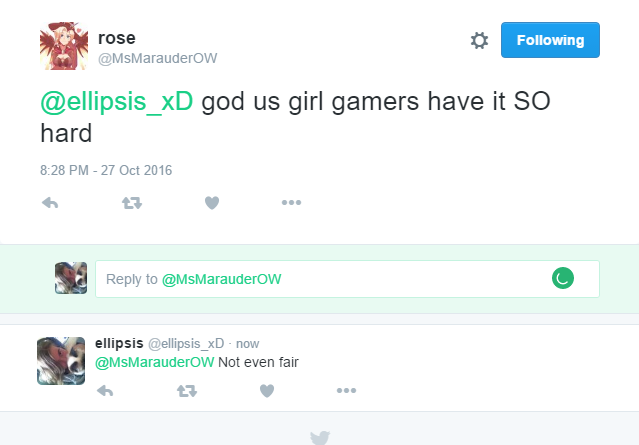 rose
@MsMarauderOW
Following
@ellipsis_xD god us girl gamers have it SO
hard
8:28 PM - 27 Oct 2016
Reply to @MsMarauderOW
ellipsis @ellipsis_xD · now
@MsMarauderOW Not even fair